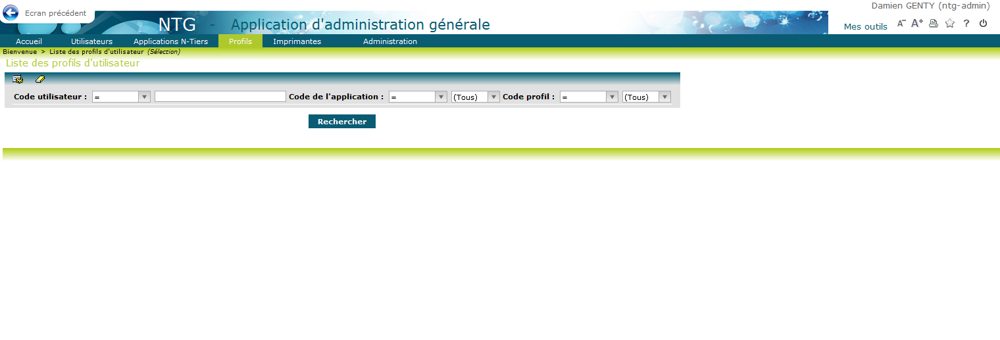 Damien GENTY (ntg-admin)
Ecran précédent
NTG - Application d'administration générale
Mes outils A- A+ ?
Accueil Utilisateurs Applications N-Tiers Profils Imprimantes Administration
Bienvenue > Liste des profils d'utilisateur (Sélection)
Liste des profils d'utilisateur
Code utilisateur : = Code de l'application : = (Tous) Code profil : = (Tous)
Rechercher